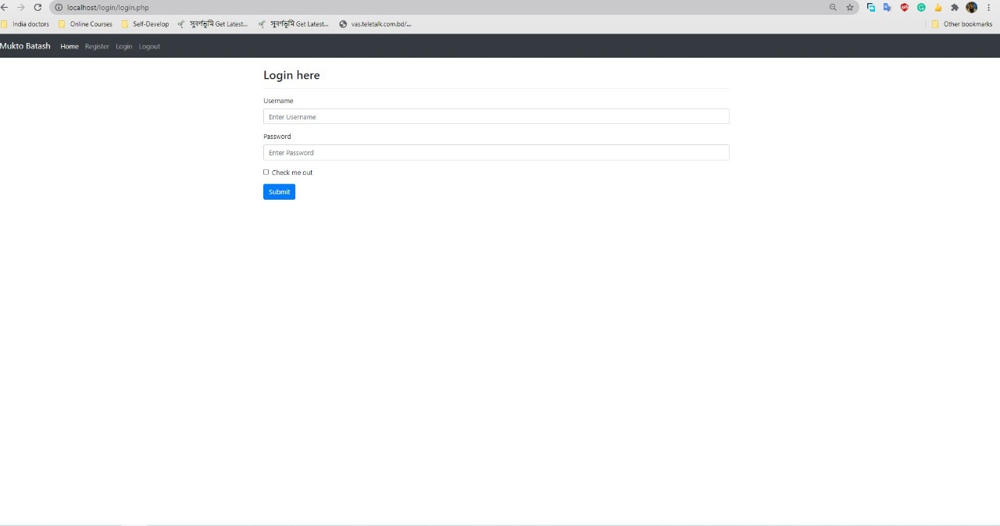 localhost/login/login.php
India doctors Online Courses Self-Develop সুবর্ণভূমি Get Latest... সুবর্ণভূমি Get Latest... vas.teletalk.com.bd/... Other bookmarks
Mukto Batash Home Register Login Logout
Login here
Username
Enter Username
Password
Enter Password
Check me out
Submit